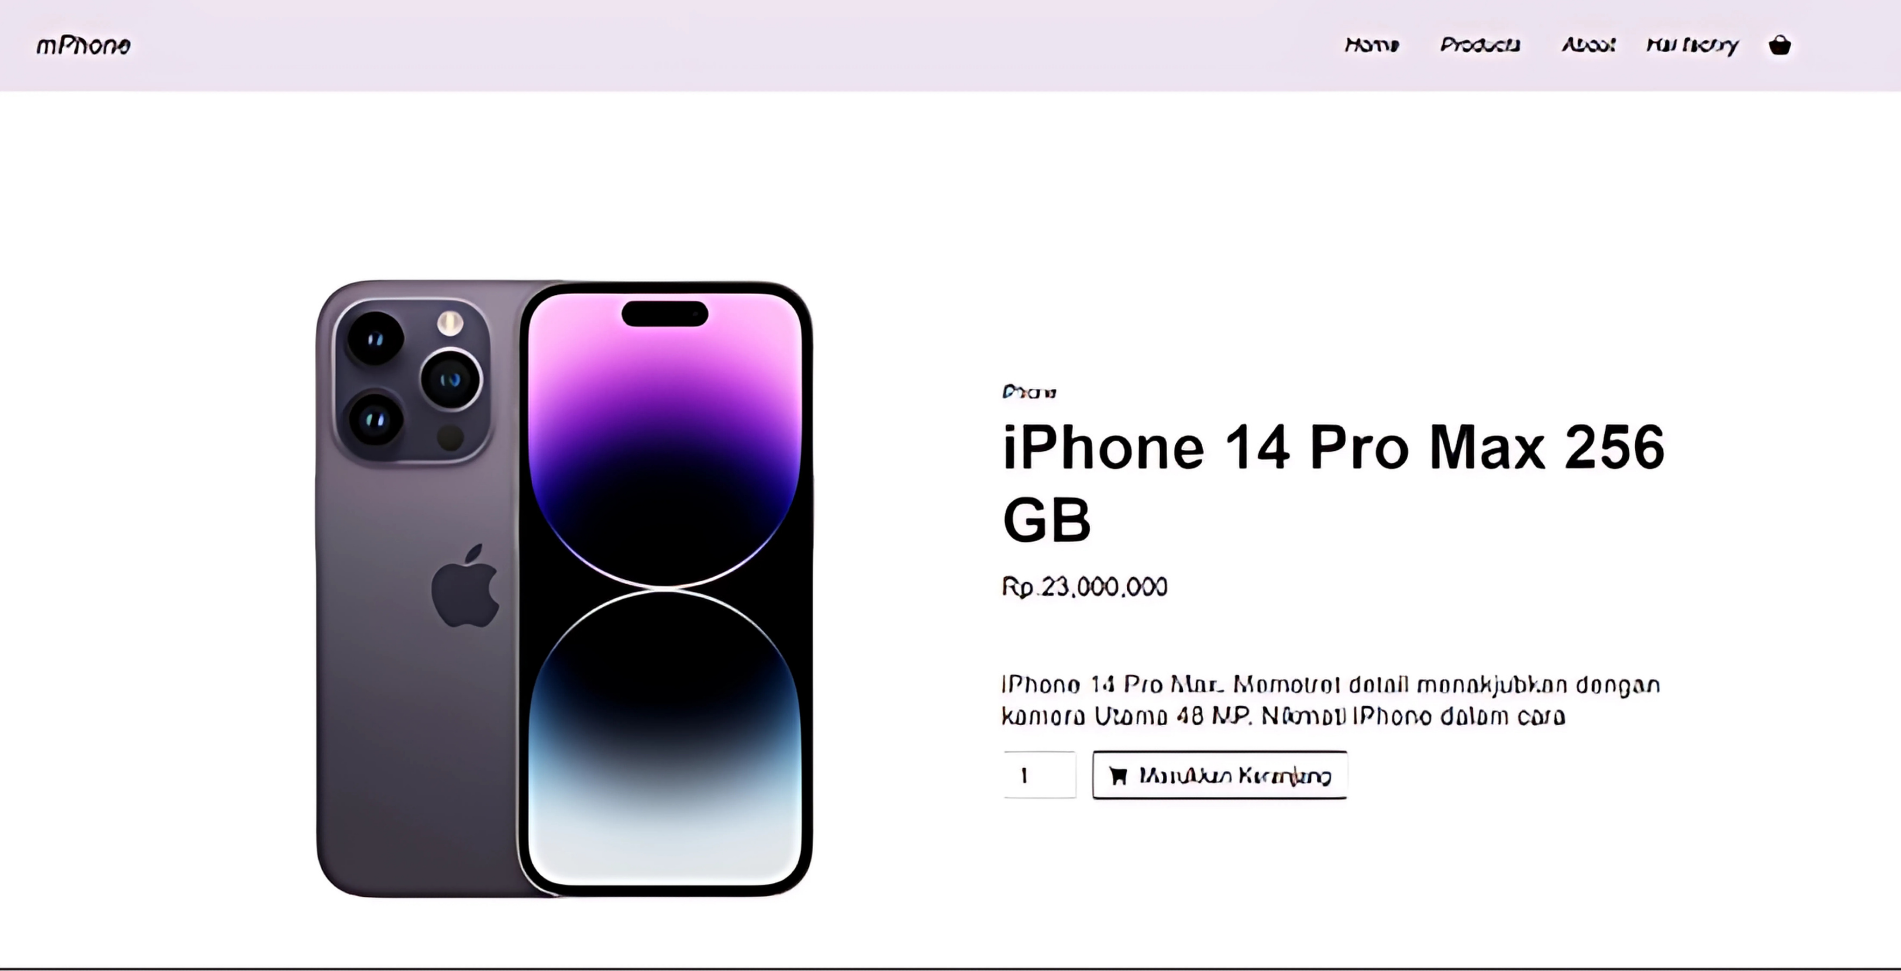 mPhone
Home Products About
Phone
iPhone 14 Pro Max 256
GB
Rp.23,000,000
IPhone 14 Pro Max. Memotret detail menakjubkan dengan
kamera Utama 48 MP. Nikmati IPhone dalam cara
1 Masukkan Keranjang